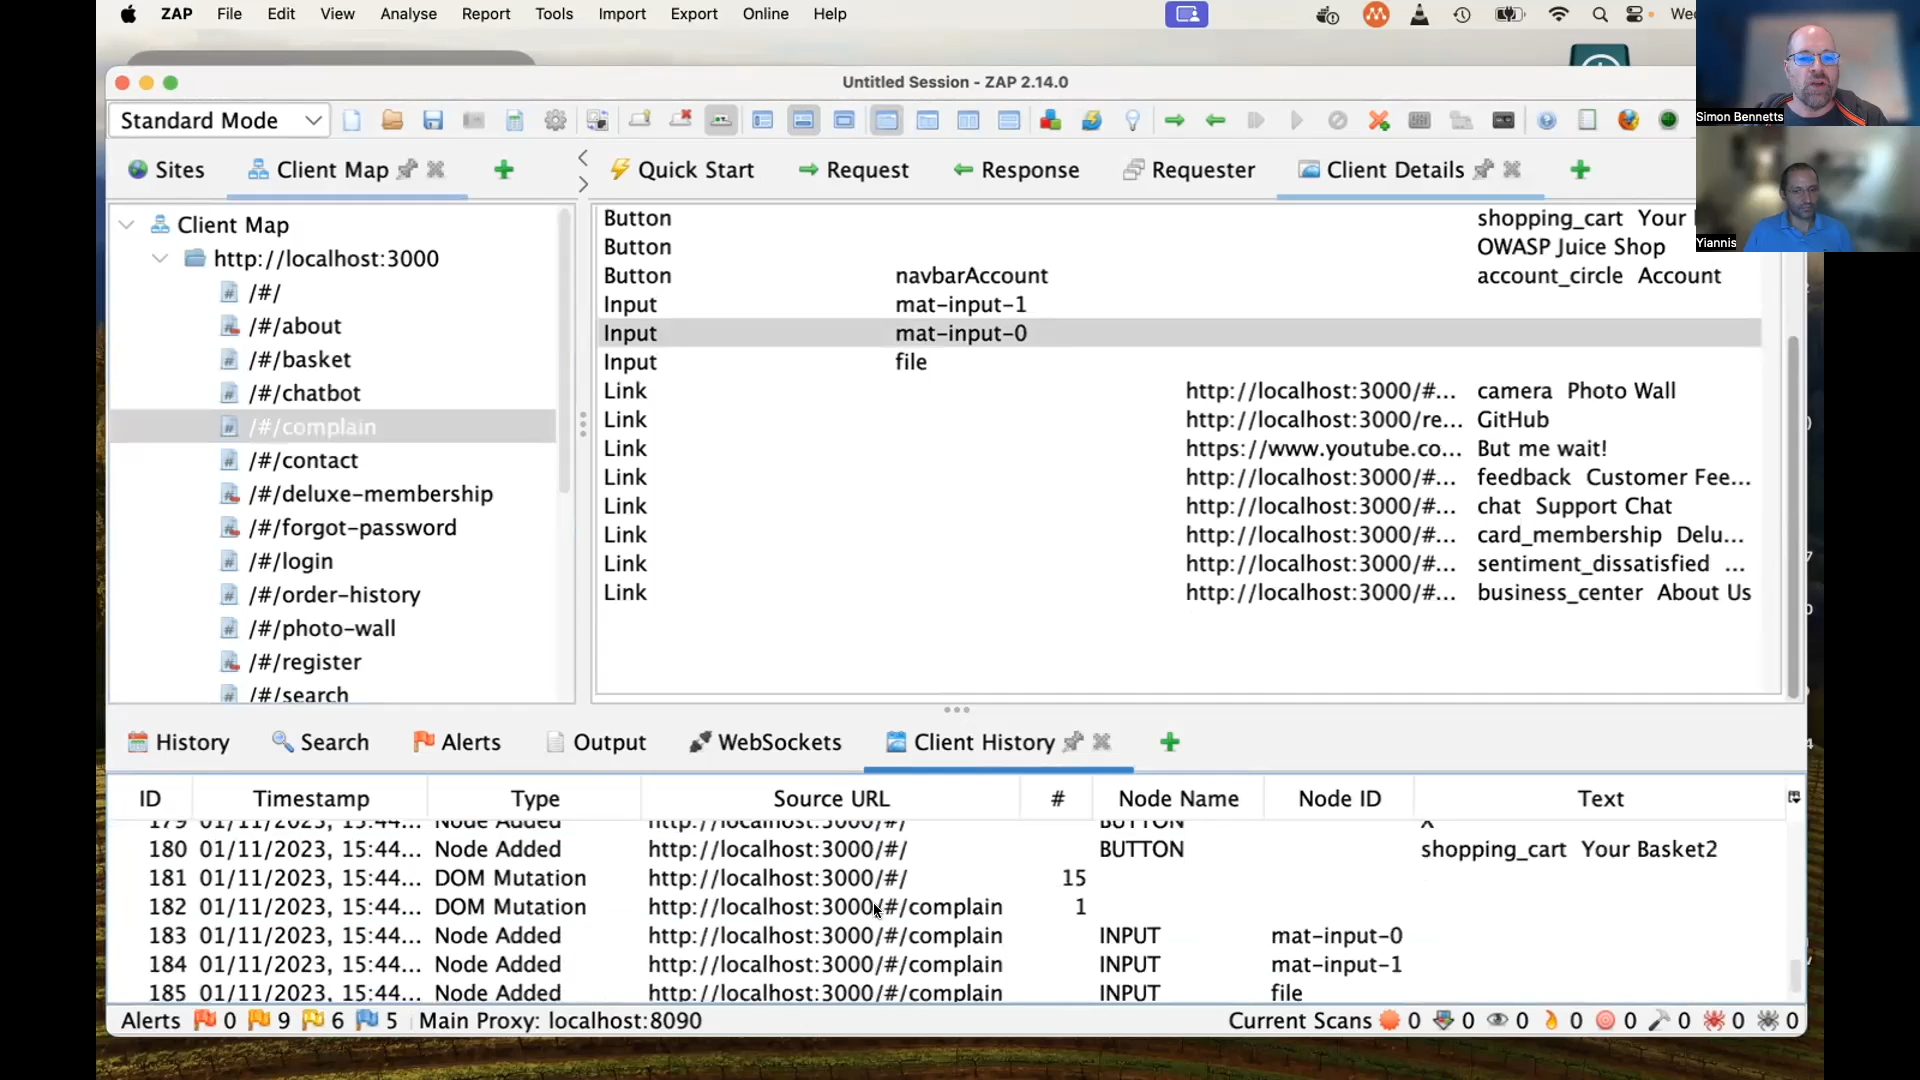 ZAP File Edit View Analyse Report Tools Import Export Online Help
Simon Bennetts
Yiannis
Untitled Session - ZAP 2.14.0
Standard Mode
Sites Client Map
Quick Start Request Response Requester Client Details
Client Map
http://localhost:3000
/#/
/#/about
/#/basket
/#/chatbot
/#/complain
/#/contact
/#/deluxe-membership
/#/forgot-password
/#/login
/#/order-history
/#/photo-wall
/#/register
/#/search
Button shopping_cart Your
Button OWASP Juice Shop
Button navbarAccount account_circle Account
Input mat-input-1
Input mat-input-0
Input file
Link http://localhost:3000/#... camera Photo Wall
Link http://localhost:3000/re... GitHub
Link https://www.youtube.co... But me wait!
Link http://localhost:3000/#... feedback Customer Fee...
Link http://localhost:3000/#... chat Support Chat
Link http://localhost:3000/#... card_membership Delu...
Link http://localhost:3000/#... sentiment_dissatisfied ...
Link http://localhost:3000/#... business_center About Us
History Search Alerts Output WebSockets Client History
ID Timestamp Type Source URL # Node Name Node ID Text
179 01/11/2023, 15:44... Node Added http://localhost:3000/#/ BUTTON X
180 01/11/2023, 15:44... Node Added http://localhost:3000/#/ BUTTON shopping_cart Your Basket2
181 01/11/2023, 15:44... DOM Mutation http://localhost:3000/#/ 15
182 01/11/2023, 15:44... DOM Mutation http://localhost:3000/#/complain 1
183 01/11/2023, 15:44... Node Added http://localhost:3000/#/complain INPUT mat-input-0
184 01/11/2023, 15:44... Node Added http://localhost:3000/#/complain INPUT mat-input-1
185 01/11/2023, 15:44... Node Added http://localhost:3000/#/complain INPUT file
Alerts 0 9 6 5 Main Proxy: localhost:8090 Current Scans 0 0 0 0 0 0 0 0